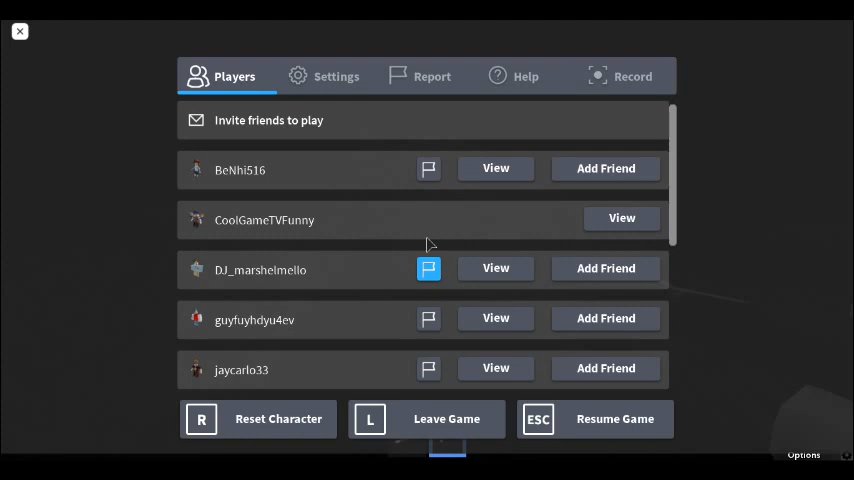 Players Settings Report Help Record
Invite friends to play
BeNhi516 View Add Friend
CoolGameTVFunny View
DJ_marshelmello View Add Friend
guyfuyhdyu4ev View Add Friend
jaycarlo33 View Add Friend
R Reset Character L Leave Game ESC Resume Game
Options